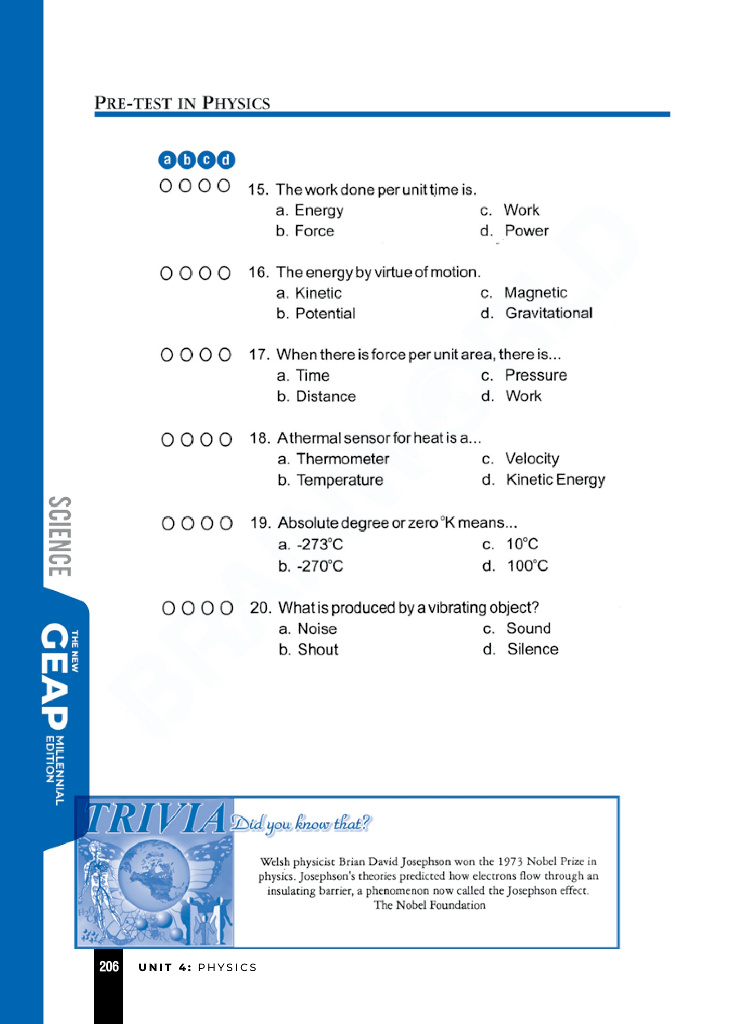 PRE-TEST IN PHYSICS
a b c d
15. The work done per unit time is.
a. Energy
c. Work
b. Force
d. Power
16. The energy by virtue of motion.
a. Kinetic
c. Magnetic
b. Potential
d. Gravitational
17. When there is force per unit area, there is...
a. Time
c. Pressure
b. Distance
d. Work
18. A thermal sensor for heat is a...
a. Thermometer
c. Velocity
b. Temperature
d. Kinetic Energy
19. Absolute degree or zero °K means...
a. -273°C
c. 10°C
b. -270°C
d. 100°C
20. What is produced by a vibrating object?
a. Noise
c. Sound
b. Shout
d. Silence
SCIENCE
THE NEW
GEAP
MILLENNIAL
EDITION
TRIVIA Did you know that?
Welsh physicist Brian David Josephson won the 1973 Nobel Prize in
physics. Josephson's theories predicted how electrons flow through an
insulating barrier, a phenomenon now called the Josephson effect.
The Nobel Foundation
206 UNIT 4: PHYSICS